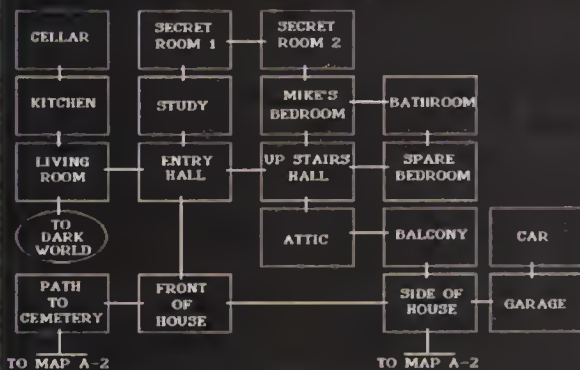 CELLAR
SECRET
ROOM 1
SECRET
ROOM 2
KITCHEN
STUDY
MIKE'S
BEDROOM
BATHROOM
LIVING
ROOM
ENTRY
HALL
UP STAIRS
HALL
SPARE
BEDROOM
TO
DARK
WORLD
ATTIC
BALCONY
CAR
PATH
TO
CEMETERY
FRONT
OF
HOUSE
SIDE OF
HOUSE
GARAGE
TO MAP A-2
TO MAP A-2